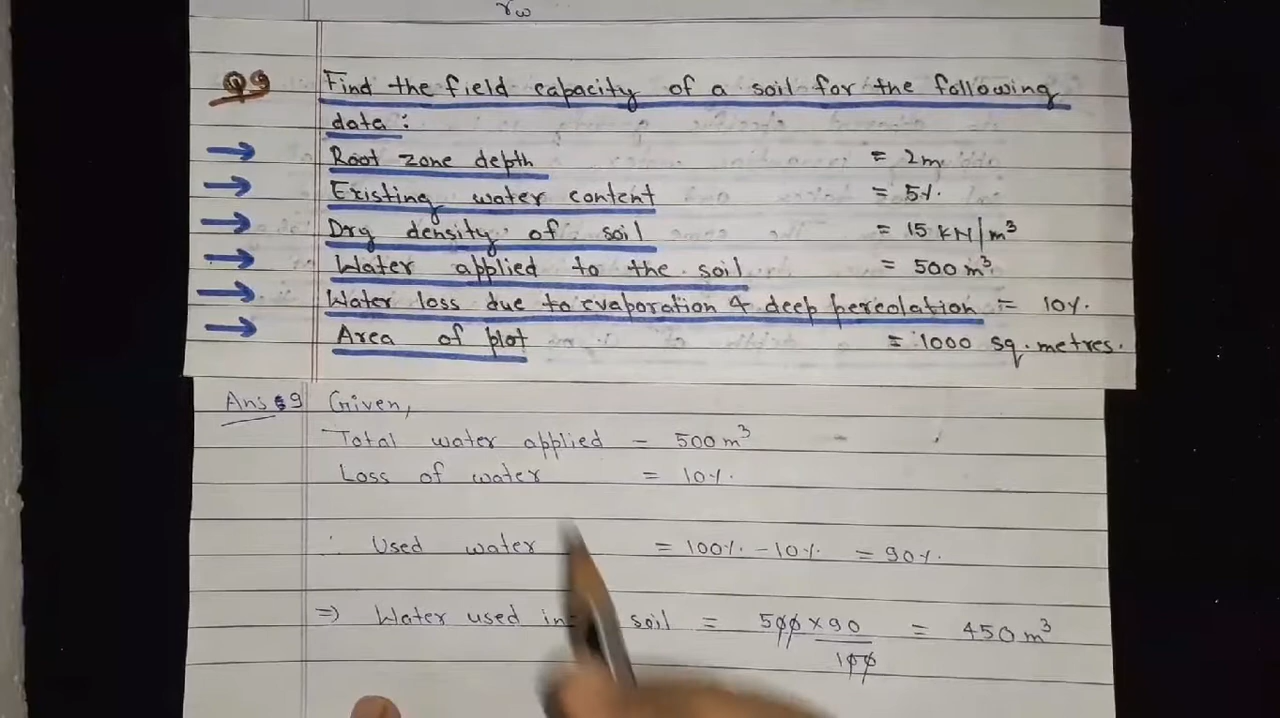 rω
Q9 Find the field capacity of a soil for the following
data :
→ Root zone depth = 2m
→ Existing water content = 5%.
→ Dry density of soil = 15 KN/m³
→ Water applied to the soil = 500 m³
→ Water loss due to evaporation & deep percolation = 10%.
→ Area of plot = 1000 sq. metres.
Ans 9 Given,
Total water applied = 500 m³
Loss of water = 10%.
∴ Used water = 100% - 10% = 90%.
⇒ Water used in soil = 500 x 90 / 100 = 450 m³